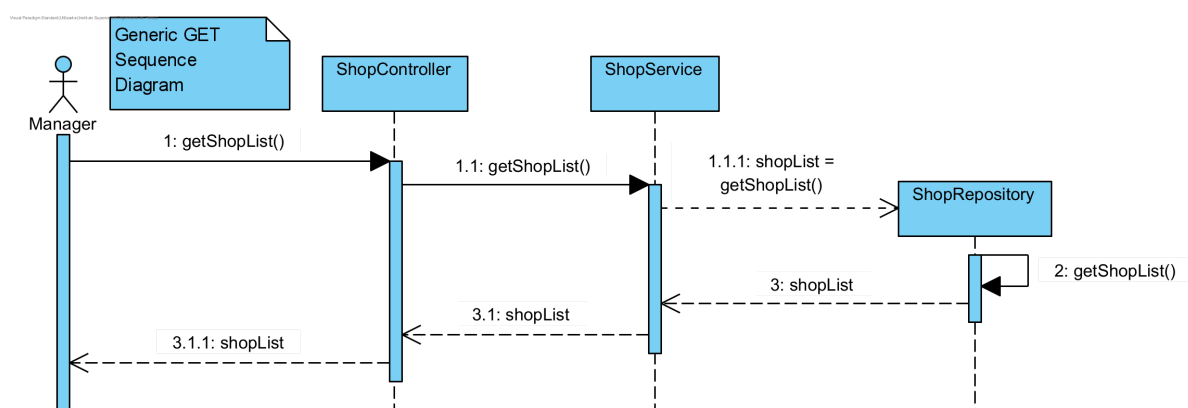 Generic GET
Sequence
Diagram
Manager
ShopController
ShopService
1: getShopList()
1.1: getShopList()
1.1.1: shopList =
getShopList()
ShopRepository
2: getShopList()
3: shopList
3.1: shopList
3.1.1: shopList